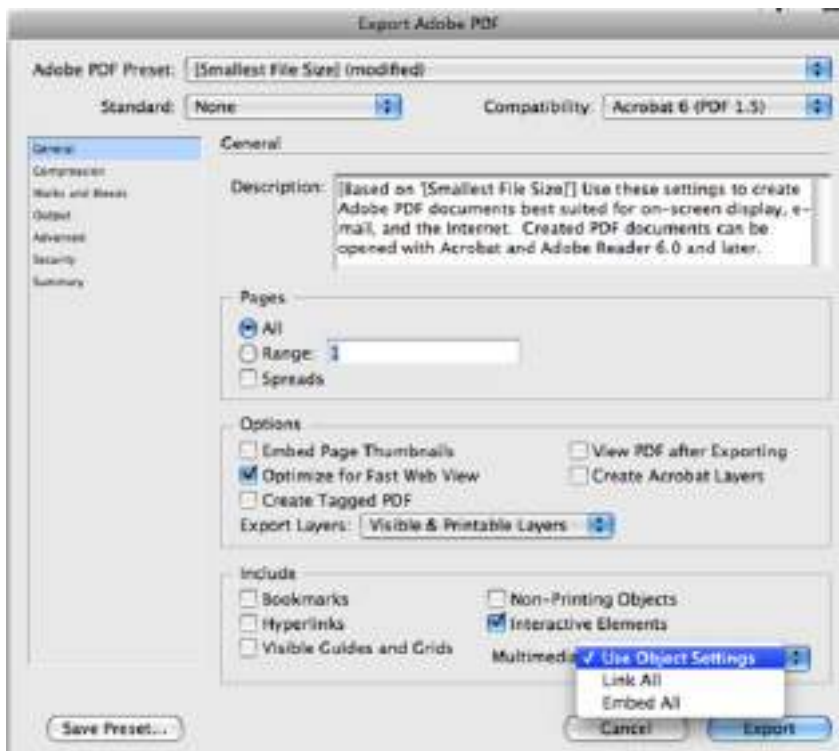 Export Adobe PDF
Adobe PDF Preset: [Smallest File Size] (modified)
Standard: None Compatibility: Acrobat 6 (PDF 1.5)
General
Compression
Marks and Bleeds
Output
Advanced
Security
Summary
General
Description: [Based on '[Smallest File Size]'] Use these settings to create
Adobe PDF documents best suited for on-screen display, e-
mail, and the Internet. Created PDF documents can be
opened with Acrobat and Adobe Reader 6.0 and later.
Pages
All
Range: 1
Spreads
Options
Embed Page Thumbnails View PDF after Exporting
Optimize for Fast Web View Create Acrobat Layers
Create Tagged PDF
Export Layers: Visible & Printable Layers
Include
Bookmarks Non-Printing Objects
Hyperlinks Interactive Elements
Visible Guides and Grids Multimedia ✓ Use Object Settings
Link All
Embed All
Save Preset... Cancel Export